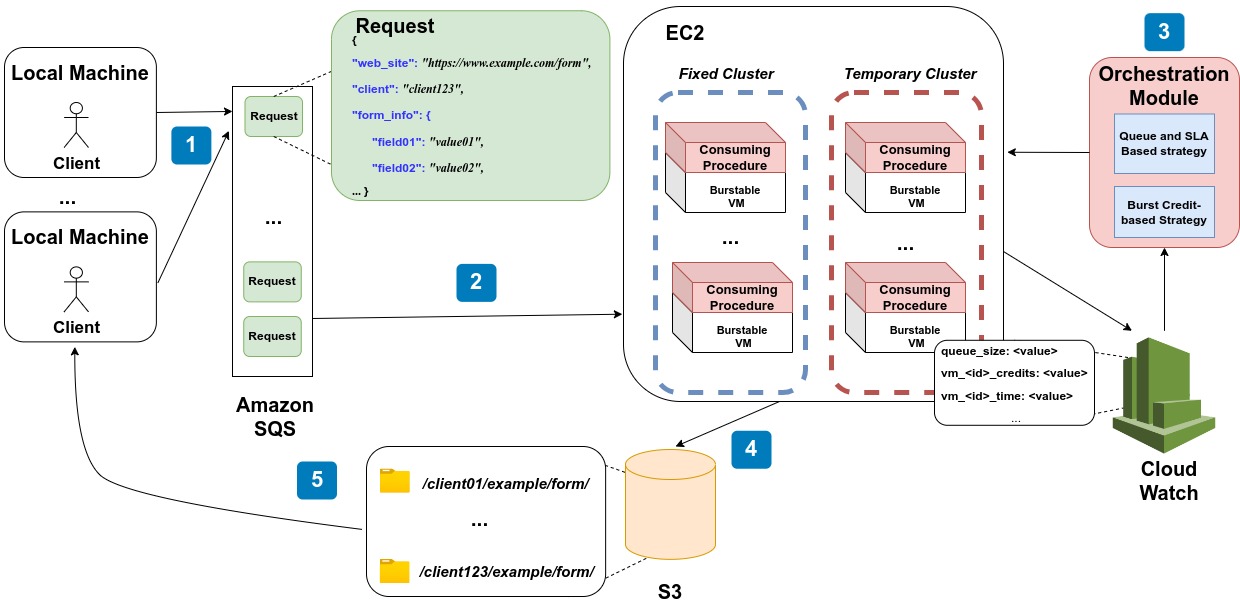 Local Machine
Client
...
Local Machine
Client
1
Request
...
Request
Request
Amazon
SQS
Request
{
"web_site": "https://www.example.com/form",
"client": "client123",
"form_info": {
"field01": "value01",
"field02": "value02",
... }
2
EC2
Fixed Cluster
Consuming
Procedure
Burstable
VM
...
Consuming
Procedure
Burstable
VM
Temporary Cluster
Consuming
Procedure
Burstable
VM
...
Consuming
Procedure
Burstable
VM
3
Orchestration
Module
Queue and SLA
Based strategy
Burst Credit-
based Strategy
queue_size: <value>
vm_<id>_credits: <value>
vm_<id>_time: <value>
...
Cloud
Watch
4
S3
5
/client01/example/form/
...
/client123/example/form/